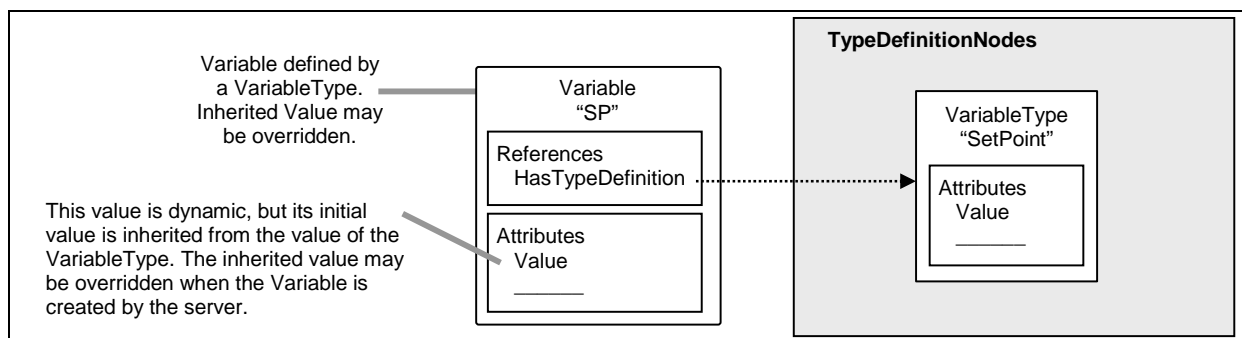 Variable defined by
a VariableType.
Inherited Value may
be overridden.
This value is dynamic, but its initial
value is inherited from the value of the
VariableType. The inherited value may
be overridden when the Variable is
created by the server.
Variable
“SP”
References
HasTypeDefinition
Attributes
Value
______
TypeDefinitionNodes
VariableType
“SetPoint”
Attributes
Value
______